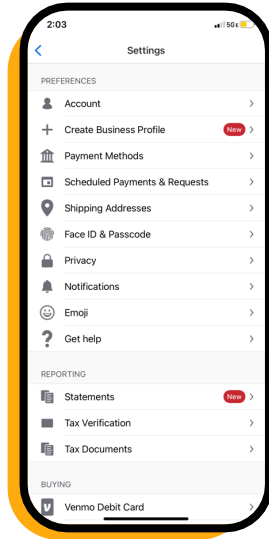 2:03
5G
Settings
PREFERENCES
Account
Create Business Profile New
Payment Methods
Scheduled Payments & Requests
Shipping Addresses
Face ID & Passcode
Privacy
Notifications
Emoji
Get help
REPORTING
Statements New
Tax Verification
Tax Documents
BUYING
Venmo Debit Card